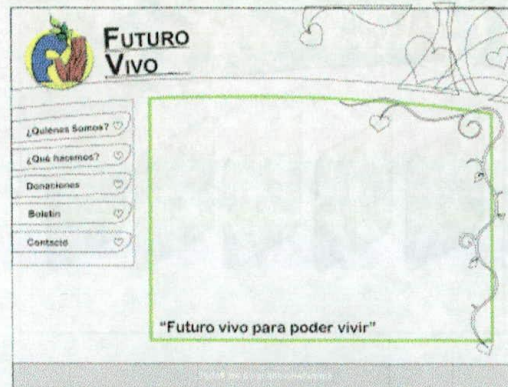 FUTURO
VIVO
¿Quiénes Somos?
¿Qué hacemos?
Donaciones
Boletín
Contacto
"Futuro vivo para poder vivir"